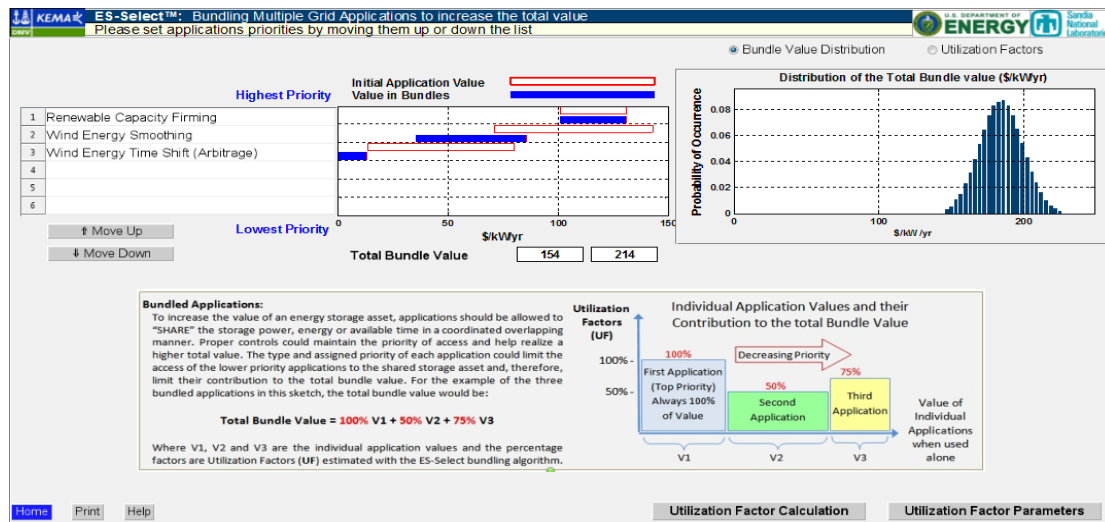 KEMA
DNV
ES-Select™: Bundling Multiple Grid Applications to increase the total value
Please set applications priorities by moving them up or down the list
U.S. DEPARTMENT OF
ENERGY
Sandia
National
Laboratories
Bundle Value Distribution
Utilization Factors
Initial Application Value
Value in Bundles
Highest Priority
1 Renewable Capacity Firming
2 Wind Energy Smoothing
3 Wind Energy Time Shift (Arbitrage)
4
5
6
0 50 100 150
$/kW/yr
Lowest Priority
Move Up
Move Down
Total Bundle Value 154 214
Distribution of the Total Bundle value ($/kW/yr)
Probability of Occurrence
0.08
0.06
0.04
0.02
0
0 100 200
$/kW /yr
Bundled Applications:
To increase the value of an energy storage asset, applications should be allowed to
“SHARE” the storage power, energy or available time in a coordinated overlapping
manner. Proper controls could maintain the priority of access and help realize a
higher total value. The type and assigned priority of each application could limit the
access of the lower priority applications to the shared storage asset and, therefore,
limit their contribution to the total bundle value. For the example of the three
bundled applications in this sketch, the total bundle value would be:
Total Bundle Value = 100% V1 + 50% V2 + 75% V3
Where V1, V2 and V3 are the individual application values and the percentage
factors are Utilization Factors (UF) estimated with the ES-Select bundling algorithm.
Utilization
Factors
(UF)
Individual Application Values and their
Contribution to the total Bundle Value
100% -
50% -
100%
Decreasing Priority
First Application
(Top Priority)
Always 100%
of Value
50%
Second
Application
75%
Third
Application
Value of
Individual
Applications
when used
alone
V1
V2
V3
Home
Print
Help
Utilization Factor Calculation
Utilization Factor Parameters